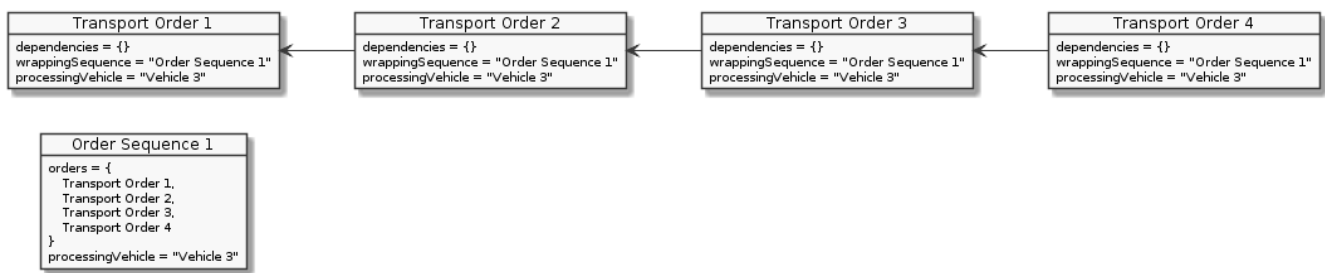 Transport Order 1
dependencies = {}
wrappingSequence = "Order Sequence 1"
processingVehicle = "Vehicle 3"
Transport Order 2
dependencies = {}
wrappingSequence = "Order Sequence 1"
processingVehicle = "Vehicle 3"
Transport Order 3
dependencies = {}
wrappingSequence = "Order Sequence 1"
processingVehicle = "Vehicle 3"
Transport Order 4
dependencies = {}
wrappingSequence = "Order Sequence 1"
processingVehicle = "Vehicle 3"
Order Sequence 1
orders = {
Transport Order 1,
Transport Order 2,
Transport Order 3,
Transport Order 4
}
processingVehicle = "Vehicle 3"